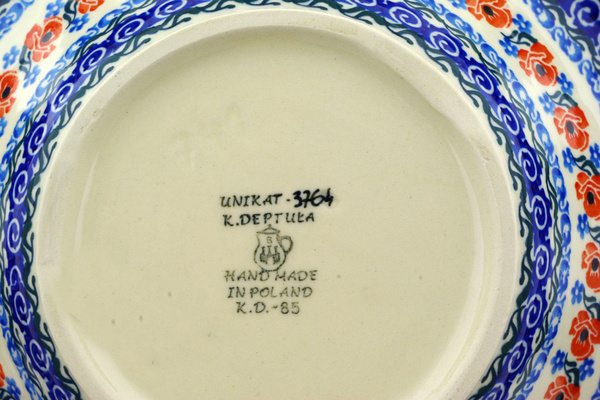 UNIKAT-3764
K.DEPTUŁA
B
HAND MADE
IN POLAND
K.D.-85